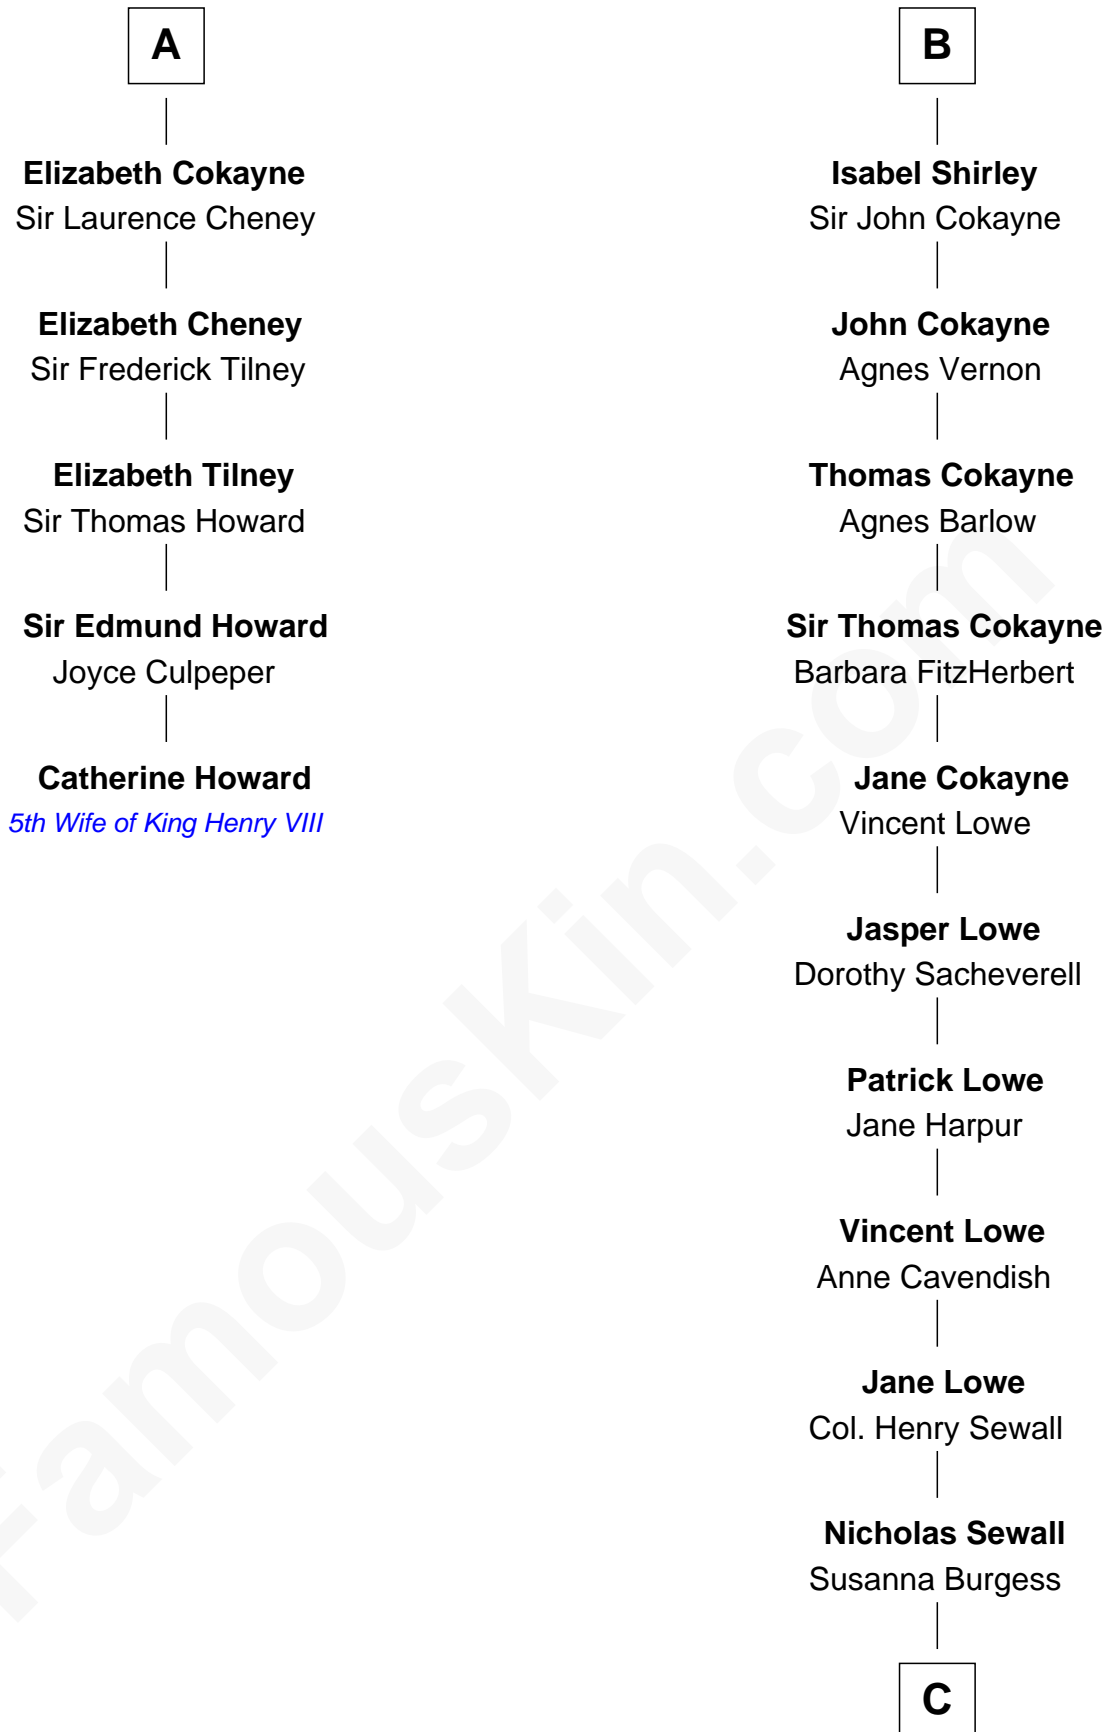 A
Elizabeth Cokayne
Sir Laurence Cheney
Elizabeth Cheney
Sir Frederick Tilney
Elizabeth Tilney
Sir Thomas Howard
Sir Edmund Howard
Joyce Culpeper
Catherine Howard
5th Wife of King Henry VIII
B
Isabel Shirley
Sir John Cokayne
John Cokayne
Agnes Vernon
Thomas Cokayne
Agnes Barlow
Sir Thomas Cokayne
Barbara FitzHerbert
Jane Cokayne
Vincent Lowe
Jasper Lowe
Dorothy Sacheverell
Patrick Lowe
Jane Harpur
Vincent Lowe
Anne Cavendish
Jane Lowe
Col. Henry Sewall
Nicholas Sewall
Susanna Burgess
C
FamousKin.com